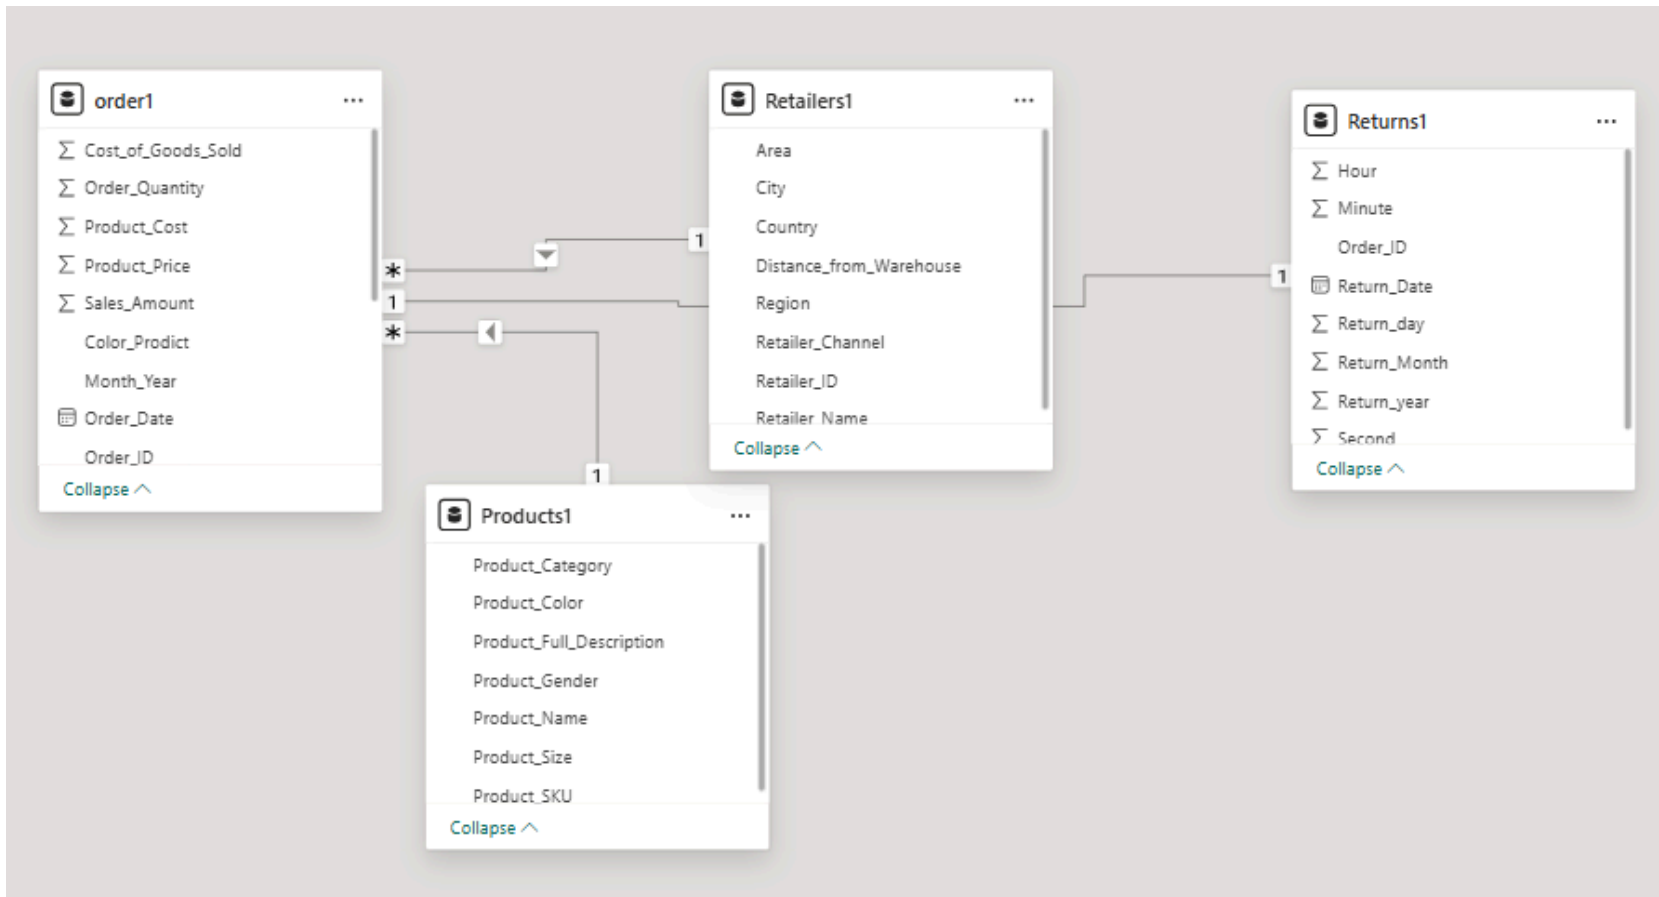 order1
Cost_of_Goods_Sold
Order_Quantity
Product_Cost
Product_Price
Sales_Amount
Color_Prodict
Month_Year
Order_Date
Order_ID
Collapse
*
1
*
1
Retailers1
Area
City
Country
Distance_from_Warehouse
Region
Retailer_Channel
Retailer_ID
Retailer_Name
Collapse
1
Returns1
Hour
Minute
Order_ID
Return_Date
Return_day
Return_Month
Return_year
Second
Collapse
1
Products1
Product_Category
Product_Color
Product_Full_Description
Product_Gender
Product_Name
Product_Size
Product_SKU
Collapse